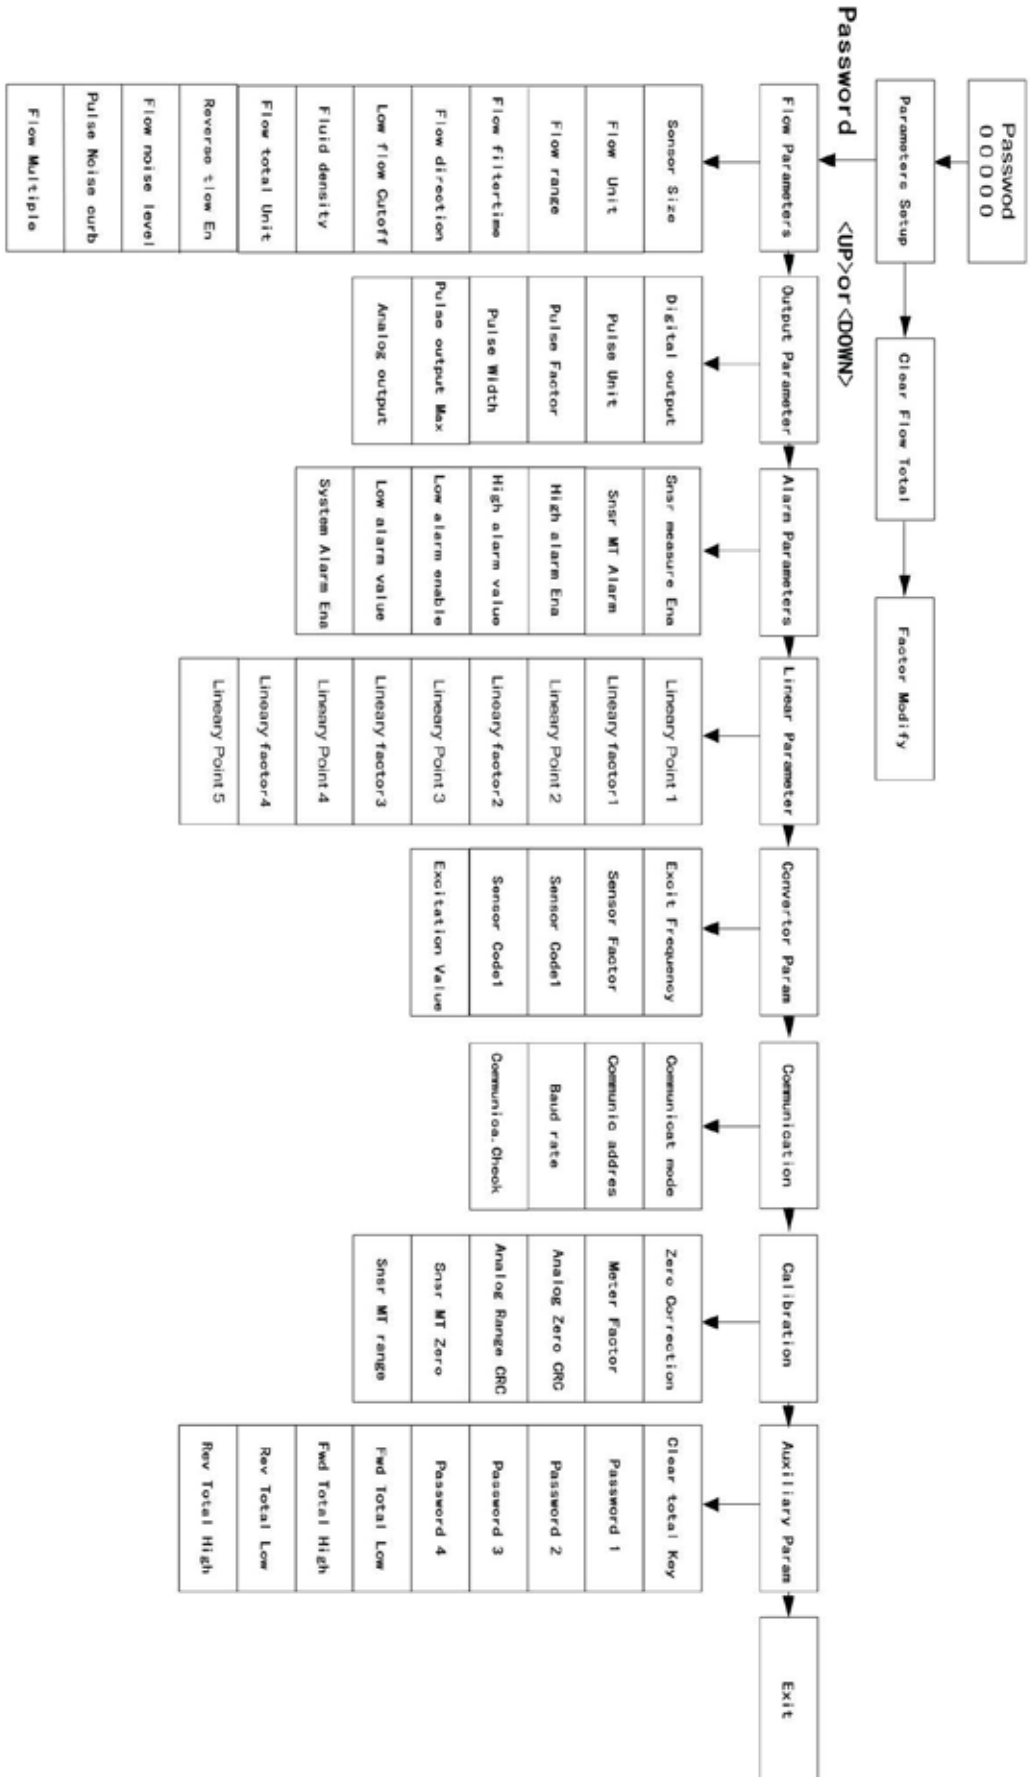 Passwod
00000
Parameters Setup
Clear Flow Total
Factor Modify
Password
<UP>or<DOWN>
Flow Parameters
Output Parameter
Alarm Parameters
Linear Parameter
Convertor Param
Communication
Calibration
Auxiliary Param
Exit
Sonsor Size
Flow Unit
Flow range
Flow filtertime
Flow direction
Low flow Cutoff
Fluid density
Flow total Unit
Reverse tlow En
Flow noise level
Pulse Noise curb
Flow Multiple
Digital output
Pulse Unit
Pulse Factor
Pulse Width
Pulse output Max
Analog output
Snsr measure Ena
Snsr MT Alarm
High alarm Ena
High alarm value
Low alarm enable
Low alarm value
System Alarm Ena
Lineary Point 1
Lineary factor1
Lineary Point 2
Lineary factor2
Lineary Point 3
Lineary factor3
Lineary Point 4
Lineary factor4
Lineary Point 5
Excit Frequency
Sensor Factor
Sensor Code1
Sensor Code1
Excitation Value
Communicat mode
Communic addres
Baud rate
Communica.Check
Zero Correction
Meter Factor
Analog Zero CRC
Analog Range CRC
Snsr MT Zero
Snsr MT range
Clear total Key
Password 1
Password 2
Password 3
Password 4
Fwd Total Low
Fwd Total High
Rev Total Low
Rev Total High